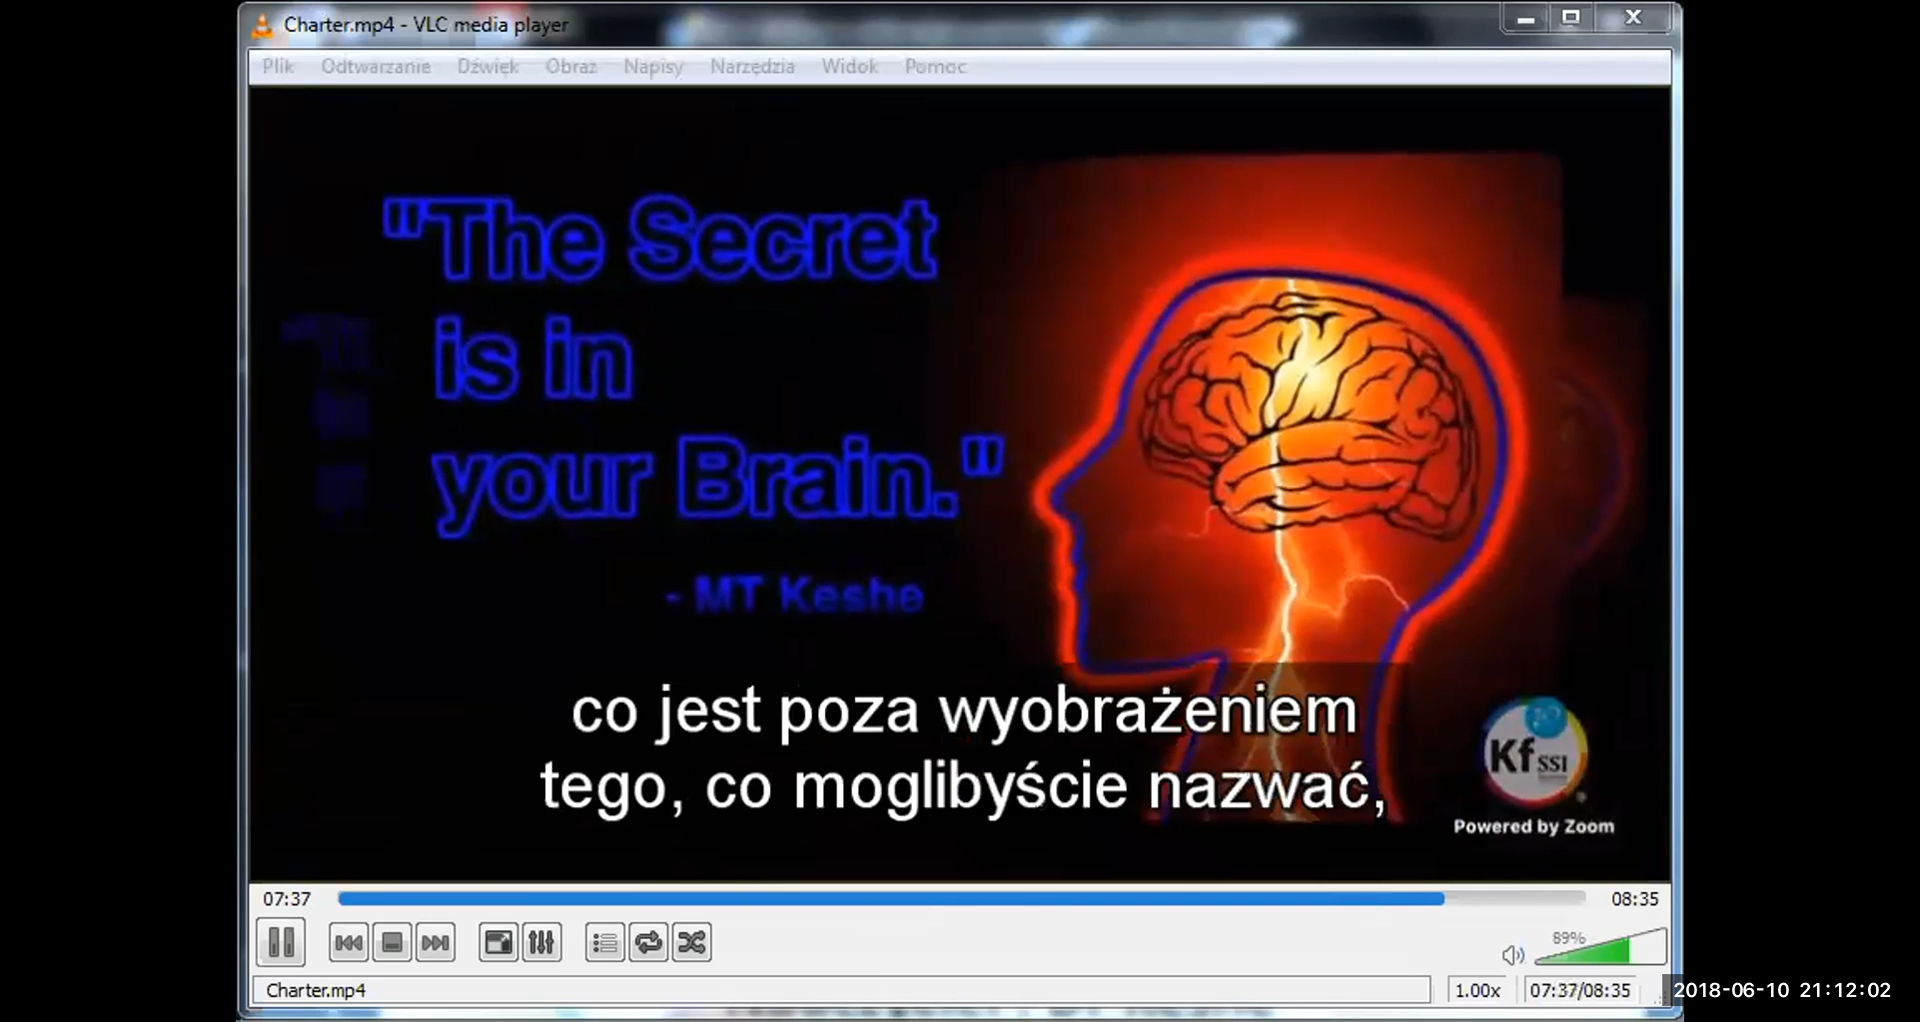 Charter.mp4 - VLC media player
Plik Odtwarzanie Dźwięk Obraz Napisy Narzędzia Widok Pomoc
"The Secret
is in
your Brain."
- MT Keshe
co jest poza wyobrażeniem
tego, co moglibyście nazwać,
Kf SSI
Powered by Zoom
07:37 08:35
89%
Charter.mp4 1.00x 07:37/08:35
2018-06-10 21:12:02